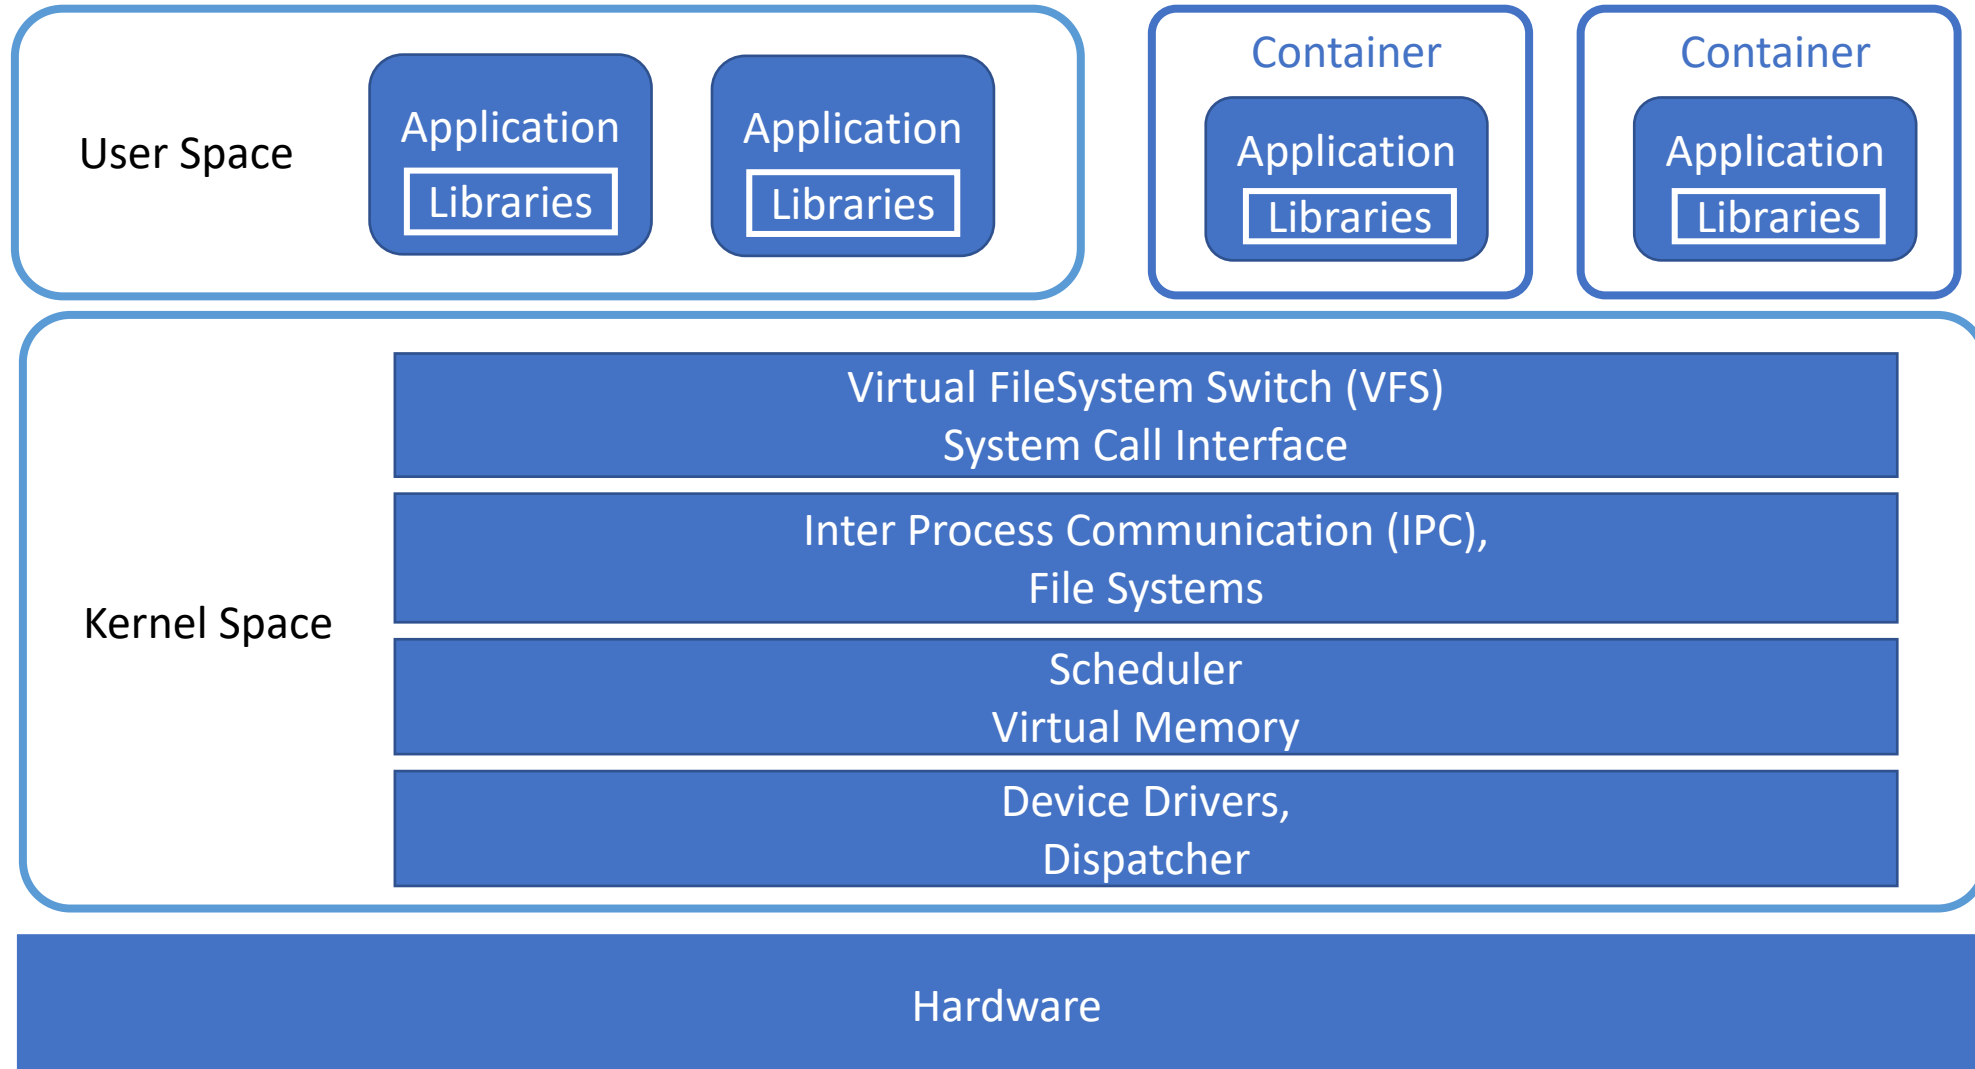 User Space
Application
Libraries
Application
Libraries
Container
Application
Libraries
Container
Application
Libraries
Kernel Space
Virtual FileSystem Switch (VFS)
System Call Interface
Inter Process Communication (IPC),
File Systems
Scheduler
Virtual Memory
Device Drivers,
Dispatcher
Hardware